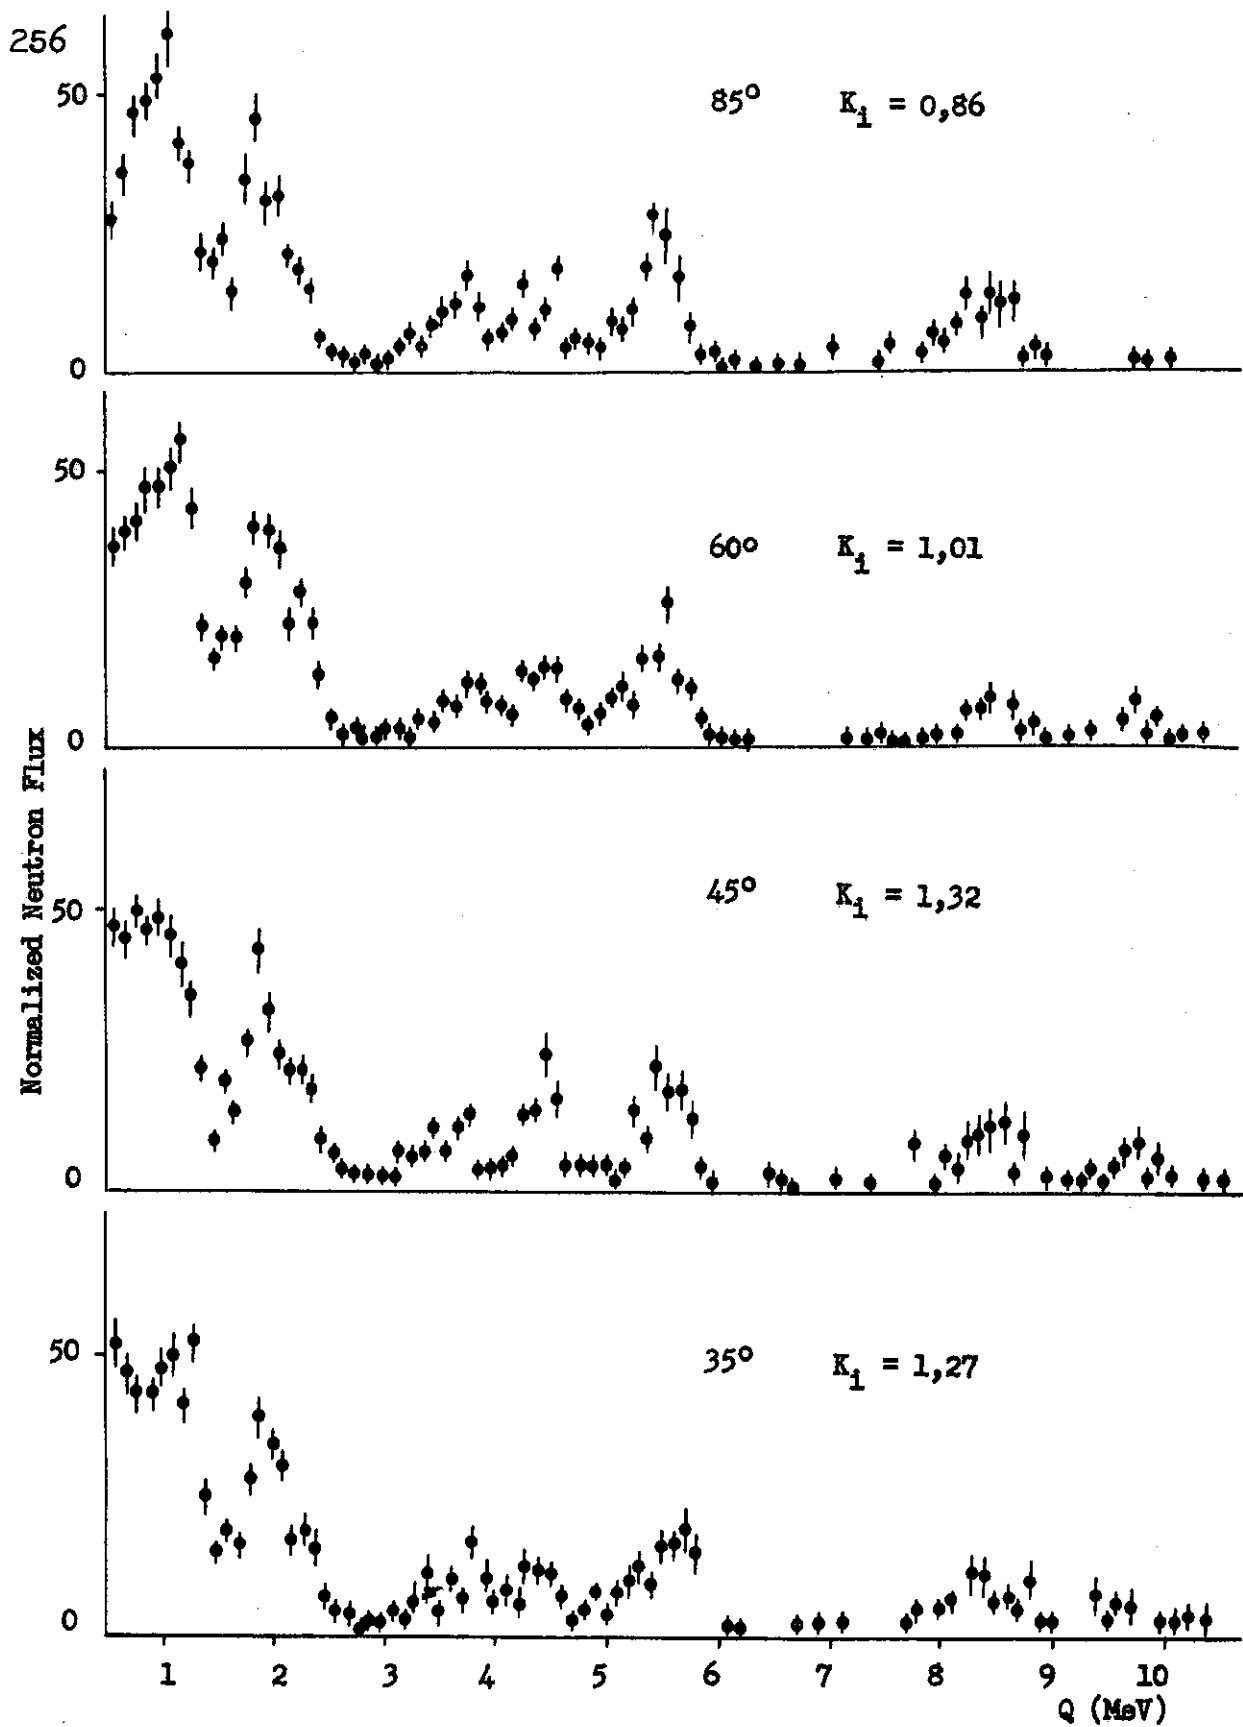 256
50
85° K_i = 0,86
0
50
60° K_i = 1,01
0
Normalized Neutron Flux
50
45° K_i = 1,32
0
50
35° K_i = 1,27
0
1 2 3 4 5 6 7 8 9 10
Q (MeV)